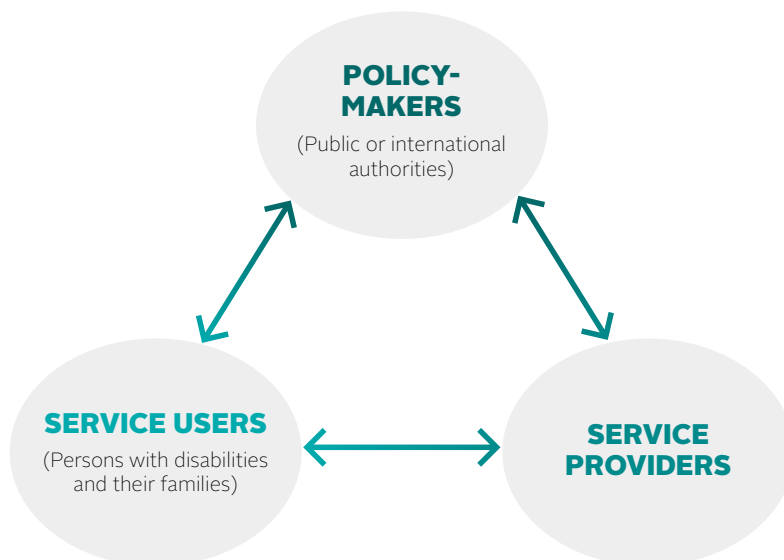 POLICY-
MAKERS
(Public or international
authorities)
SERVICE USERS
(Persons with disabilities
and their families)
SERVICE
PROVIDERS